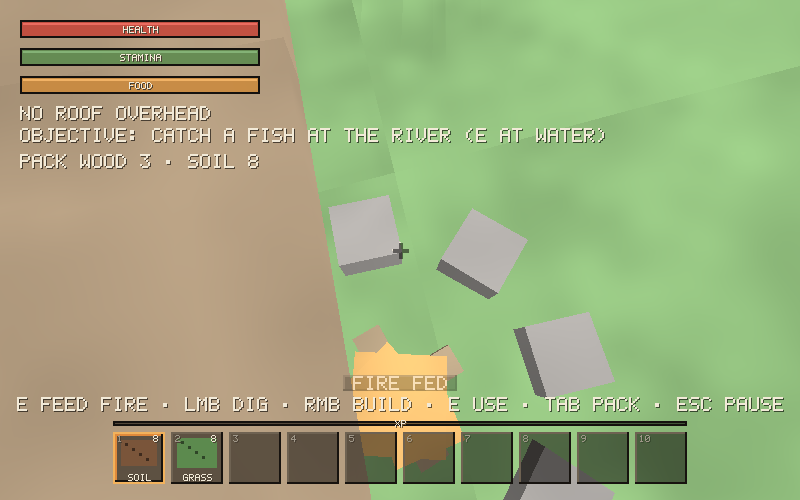 HEALTH
STAMINA
FOOD
NO ROOF OVERHEAD
OBJECTIVE: CATCH A FISH AT THE RIVER (E AT WATER)
PACK WOOD 3 · SOIL 8
FIRE FED
E FEED FIRE · LMB DIG · RMB BUILD · E USE · TAB PACK · ESC PAUSE
XP
1 8 2 8 3 4 5 6 7 8 9 10
SOIL GRASS